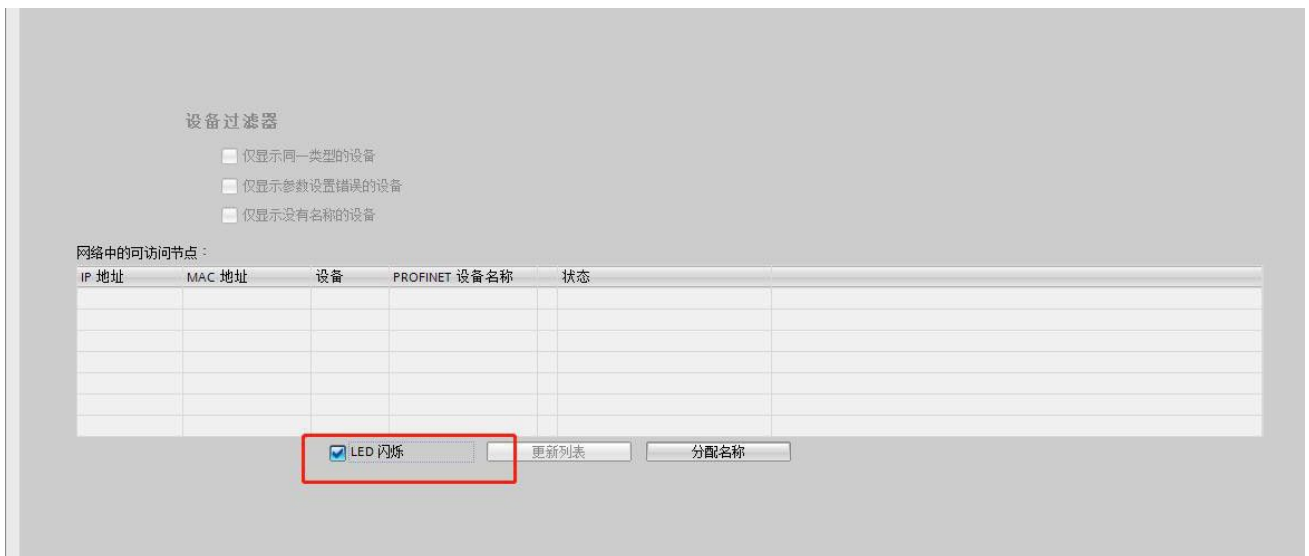 设备过滤器
仅显示同一类型的设备
仅显示参数设置错误的设备
仅显示没有名称的设备
网络中的可访问节点：
IP 地址 MAC 地址 设备 PROFINET 设备名称 状态
LED 闪烁 更新列表 分配名称